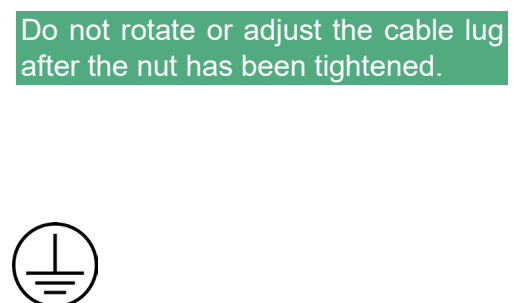 Do not rotate or adjust the cable lug
after the nut has been tightened.